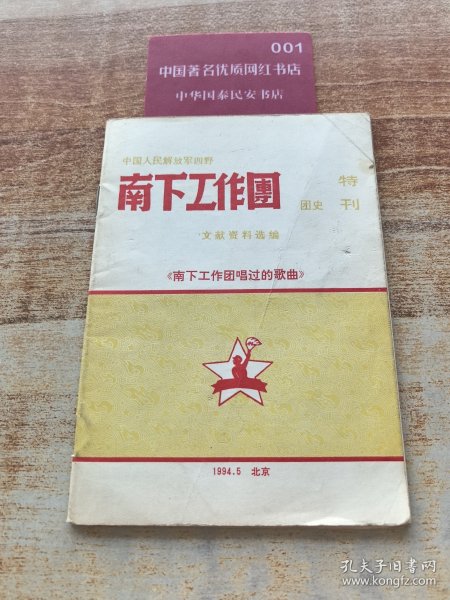 001
中国著名优质网红书店
中华国泰民安书店
中国人民解放军四野
南下工作團
团史
特刊
文献资料选编
《南下工作团唱过的歌曲》
1994.5 北京
孔夫子旧书网
www.kongfz.com